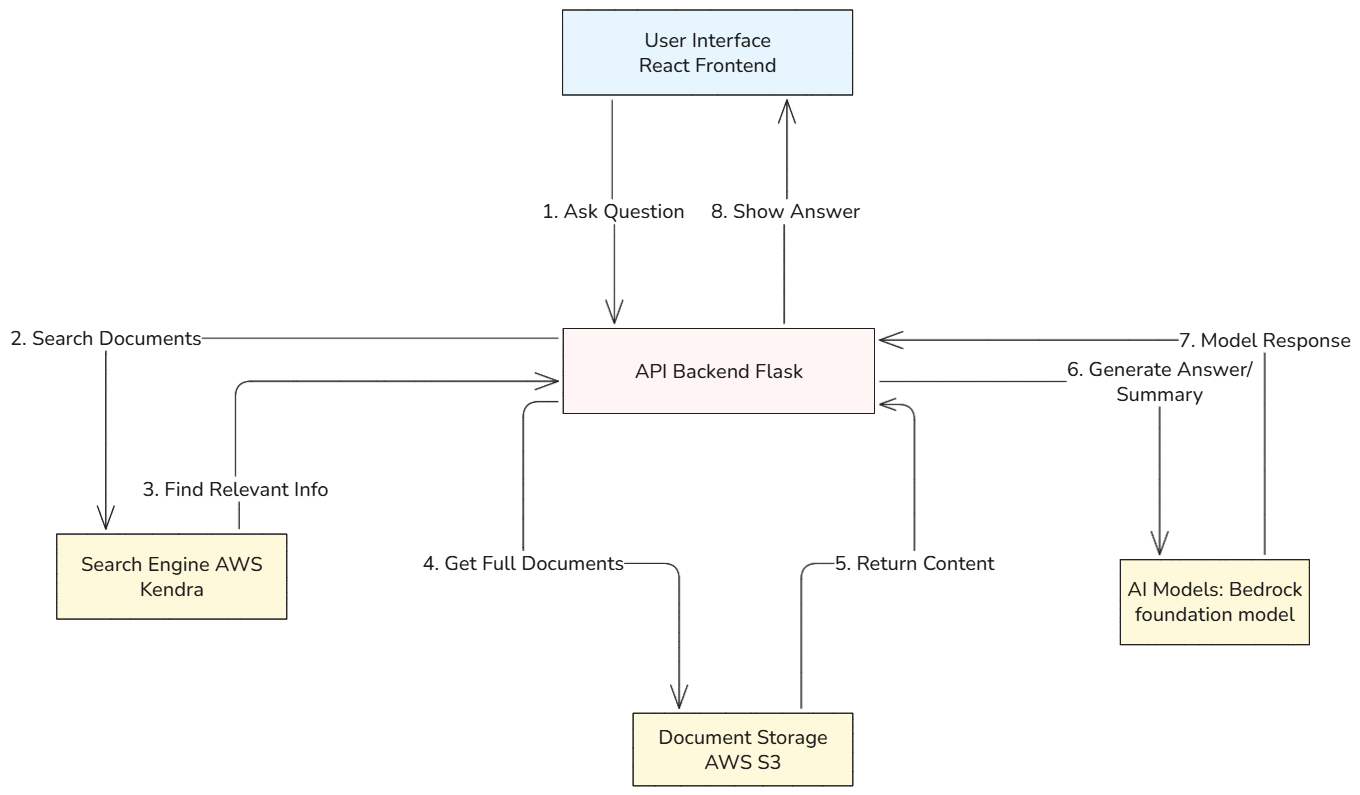 User Interface
React Frontend
1. Ask Question
8. Show Answer
2. Search Documents
API Backend Flask
7. Model Response
6. Generate Answer/
Summary
3. Find Relevant Info
4. Get Full Documents
5. Return Content
Search Engine AWS
Kendra
AI Models: Bedrock
foundation model
Document Storage
AWS S3